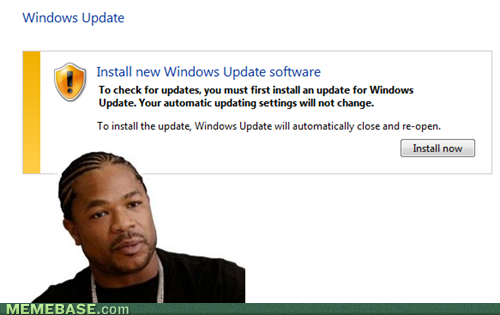 Windows Update
Install new Windows Update software
To check for updates, you must first install an update for Windows
Update. Your automatic updating settings will not change.
To install the update, Windows Update will automatically close and re-open.
Install now
MEMEBASE.com